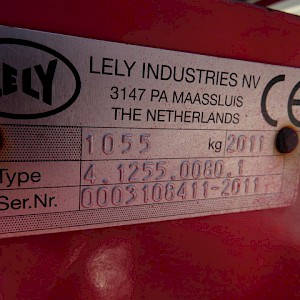 LELY
LELY INDUSTRIES NV
3147 PA MAASSLUIS
THE NETHERLANDS
CE
1055 kg 2011
Type 4.1255.0080.1
Ser.Nr. 0003108411-2011